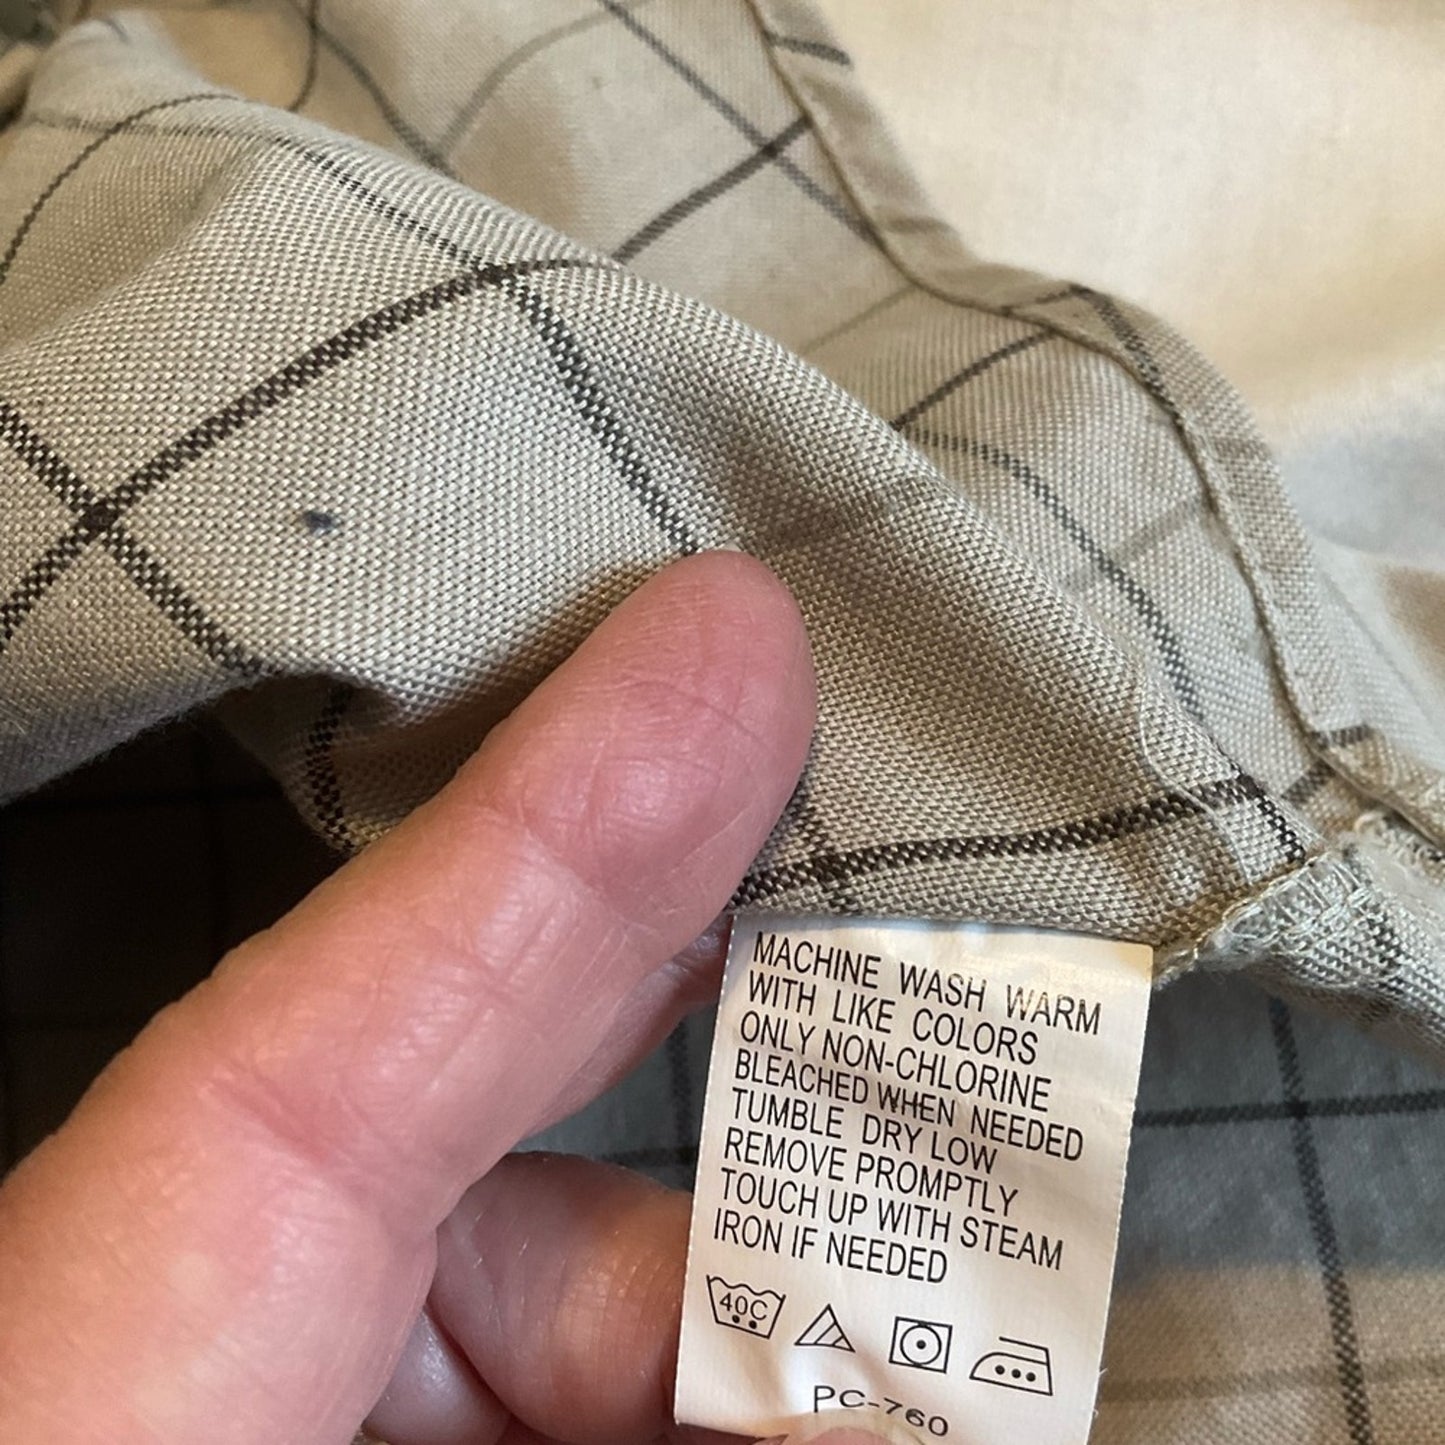 MACHINE WASH WARM
WITH LIKE COLORS
ONLY NON-CHLORINE
BLEACHED WHEN NEEDED
TUMBLE DRY LOW
REMOVE PROMPTLY
TOUCH UP WITH STEAM
IRON IF NEEDED
40C
PC-760